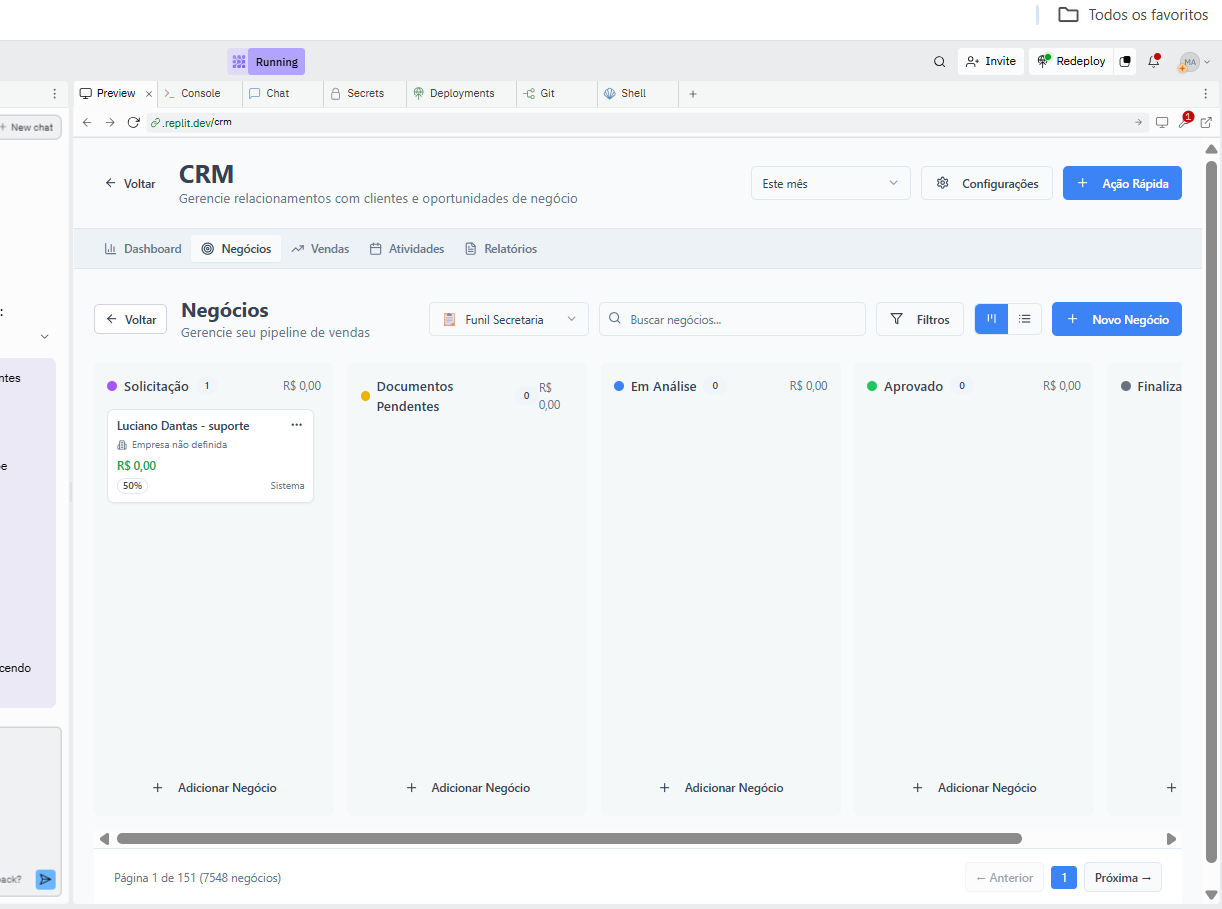 Todos os favoritos
Running
Invite
Redeploy
MA
Preview
Console
Chat
Secrets
Deployments
Git
Shell
New chat
.replit.dev/crm
1
Voltar
CRM
Gerencie relacionamentos com clientes e oportunidades de negócio
Este mês
Configurações
Ação Rápida
Dashboard
Negócios
Vendas
Atividades
Relatórios
Voltar
Negócios
Gerencie seu pipeline de vendas
Funil Secretaria
Buscar negócios...
Filtros
Novo Negócio
Solicitação 1 R$ 0,00
Luciano Dantas - suporte
Empresa não definida
R$ 0,00
50% Sistema
Adicionar Negócio
Documentos
Pendentes
0
R$
0,00
Adicionar Negócio
Em Análise 0 R$ 0,00
Adicionar Negócio
Aprovado 0 R$ 0,00
Adicionar Negócio
Finaliza
Página 1 de 151 (7548 negócios)
← Anterior
1
Próxima →